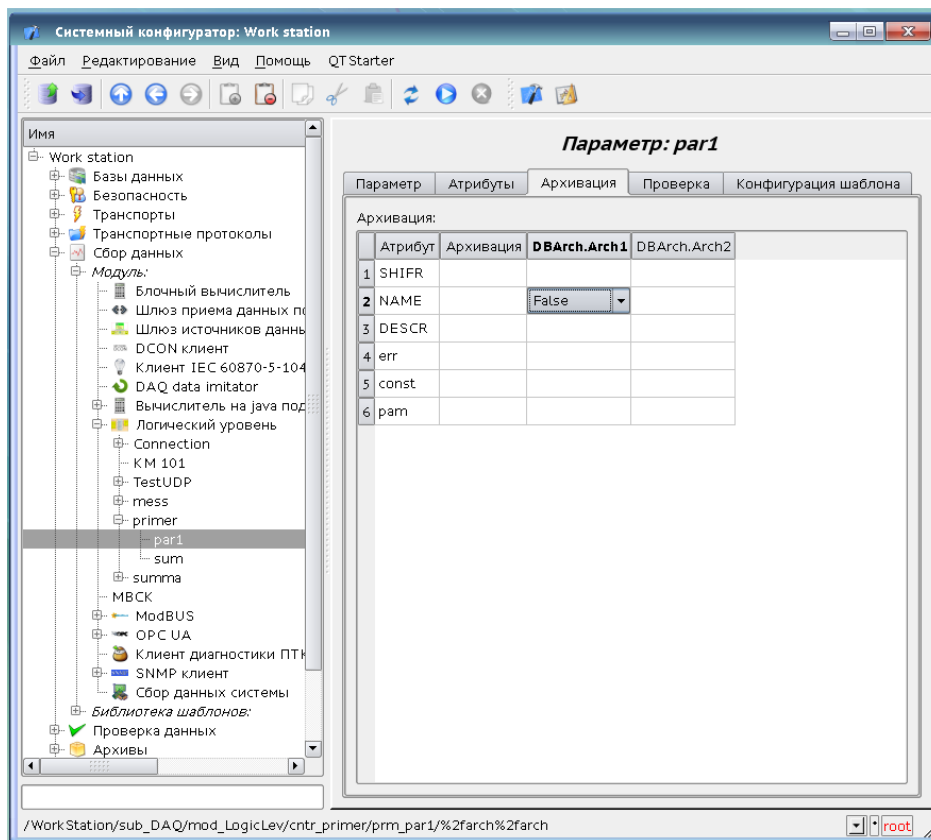 Системный конфигуратор: Work station
Файл Редактирование Вид Помощь QTStarter
Имя
Work station
Базы данных
Безопасность
Транспорты
Транспортные протоколы
Сбор данных
Модуль:
Блочный вычислитель
Шлюз приема данных по
Шлюз источников данны
DCON клиент
Клиент IEC 60870-5-104
DAQ data imitator
Вычислитель на java под
Логический уровень
Connection
KM 101
TestUDP
mess
primer
par1
sum
summa
МВСК
ModBUS
OPC UA
Клиент диагностики ПТК
SNMP клиент
Сбор данных системы
Библиотека шаблонов:
Проверка данных
Архивы
Параметр: par1
Параметр Атрибуты Архивация Проверка Конфигурация шаблона
Архивация:
Атрибут Архивация DBArch.Arch1 DBArch.Arch2
1 SHIFR
2 NAME False
3 DESCR
4 err
5 const
6 pam
/WorkStation/sub_DAQ/mod_LogicLev/cntr_primer/prm_par1/%2farch%2farch
* root